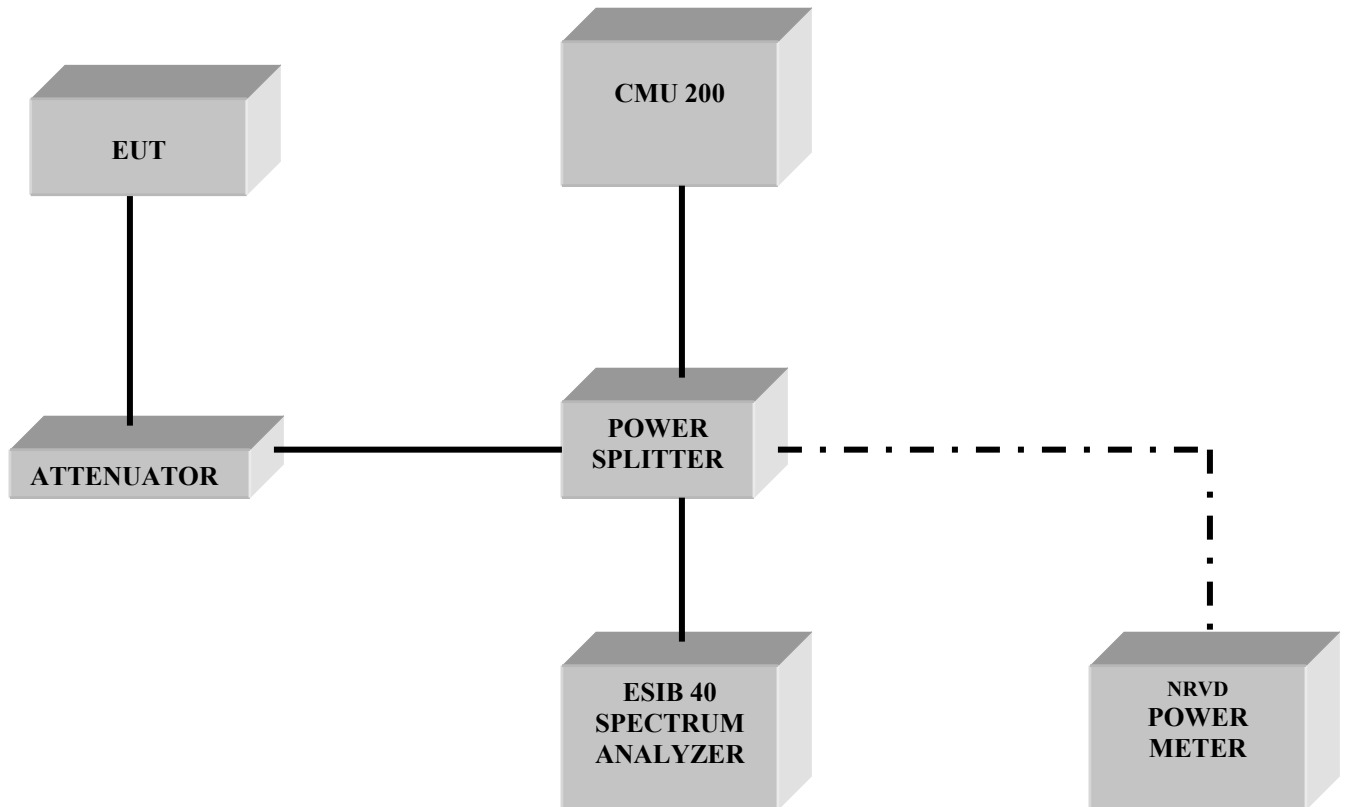 CMU 200
EUT
POWER
SPLITTER
ATTENUATOR
ESIB 40
SPECTRUM
ANALYZER
NRVD
POWER
METER